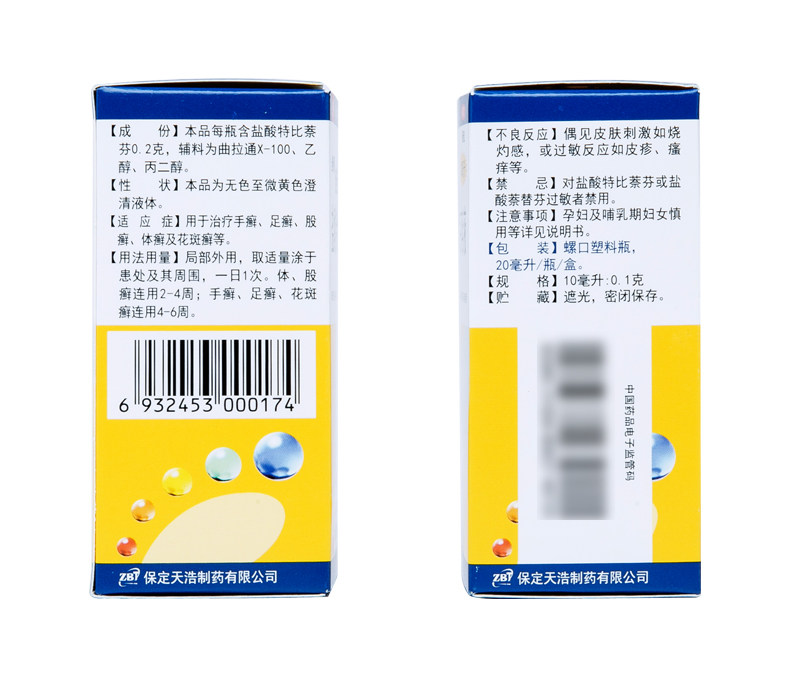 【成 份】本品每瓶含盐酸特比萘
芬0.2克，辅料为曲拉通X-100、乙
醇、丙二醇。
【性 状】本品为无色至微黄色澄
清液体。
【适 应 症】用于治疗手癣、足癣、股
癣、体癣及花斑癣等。
【用法用量】局部外用，取适量涂于
患处及其周围，一日1次。体、股
癣连用2-4周；手癣、足癣、花斑
癣连用4-6周。
6 932453 000174
ZBT 保定天浩制药有限公司
【不良反应】偶见皮肤刺激如烧
灼感，或过敏反应如皮疹、瘙
痒等。
【禁 忌】对盐酸特比萘芬或盐
酸萘替芬过敏者禁用。
【注意事项】孕妇及哺乳期妇女慎
用等详见说明书。
【包 装】螺口塑料瓶，
20毫升/瓶/盒。
【规 格】10毫升:0.1克
【贮 藏】遮光，密闭保存。
中国药品电子监管码
ZBT 保定天浩制药有限公司